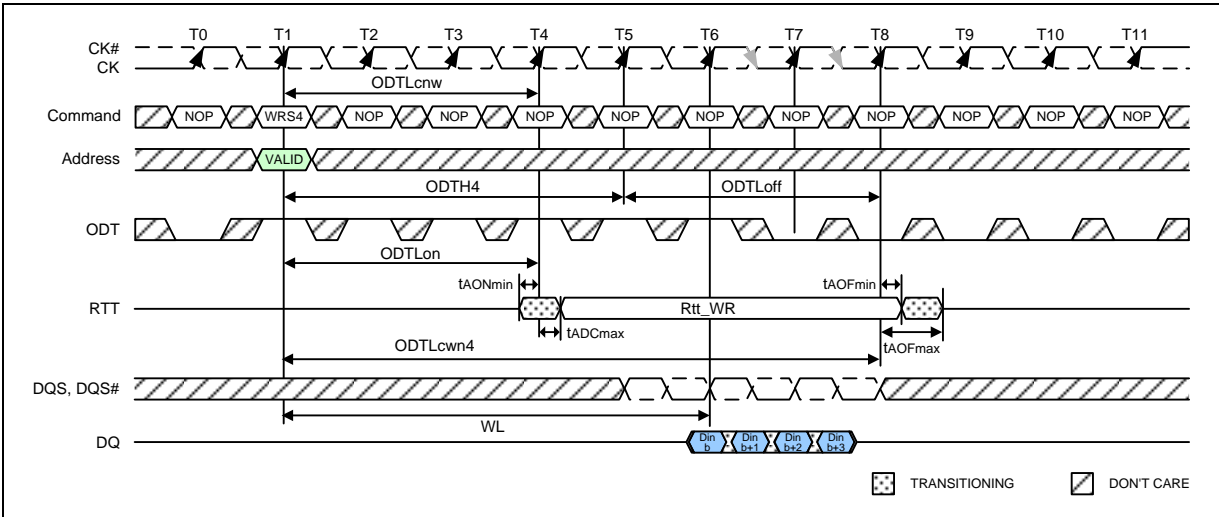 T0 T1 T2 T3 T4 T5 T6 T7 T8 T9 T10 T11
CK#
CK
ODTLcnw
Command NOP WRS4 NOP NOP NOP NOP NOP NOP NOP NOP NOP NOP
Address VALID
ODTH4 ODTLoff
ODT
ODTLon
tAONmin tAOFmin
RTT Rtt_WR
tADCmax tAOFmax
ODTLcwn4
DQS, DQS#
WL
DQ Din b Din b+1 Din b+2 Din b+3
TRANSITIONING DON'T CARE